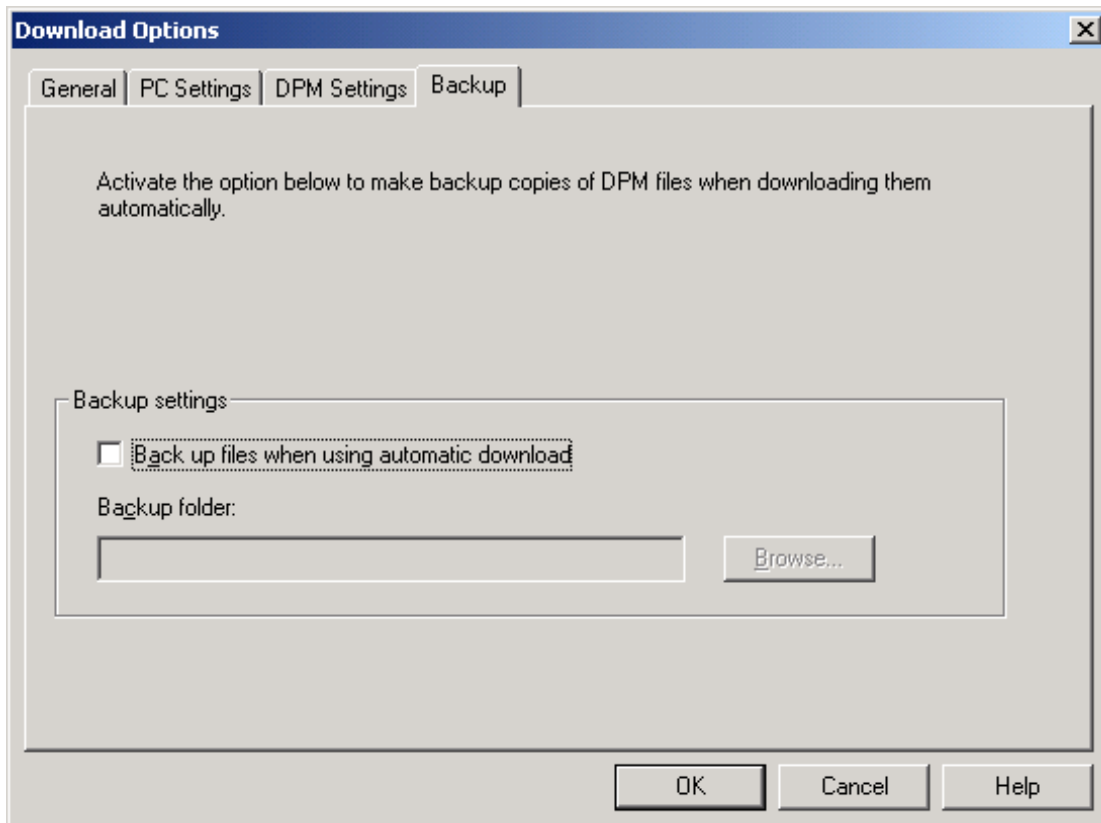 Download Options
General PC Settings DPM Settings Backup
Activate the option below to make backup copies of DPM files when downloading them
automatically.
Backup settings
Back up files when using automatic download
Backup folder:
Browse...
OK Cancel Help